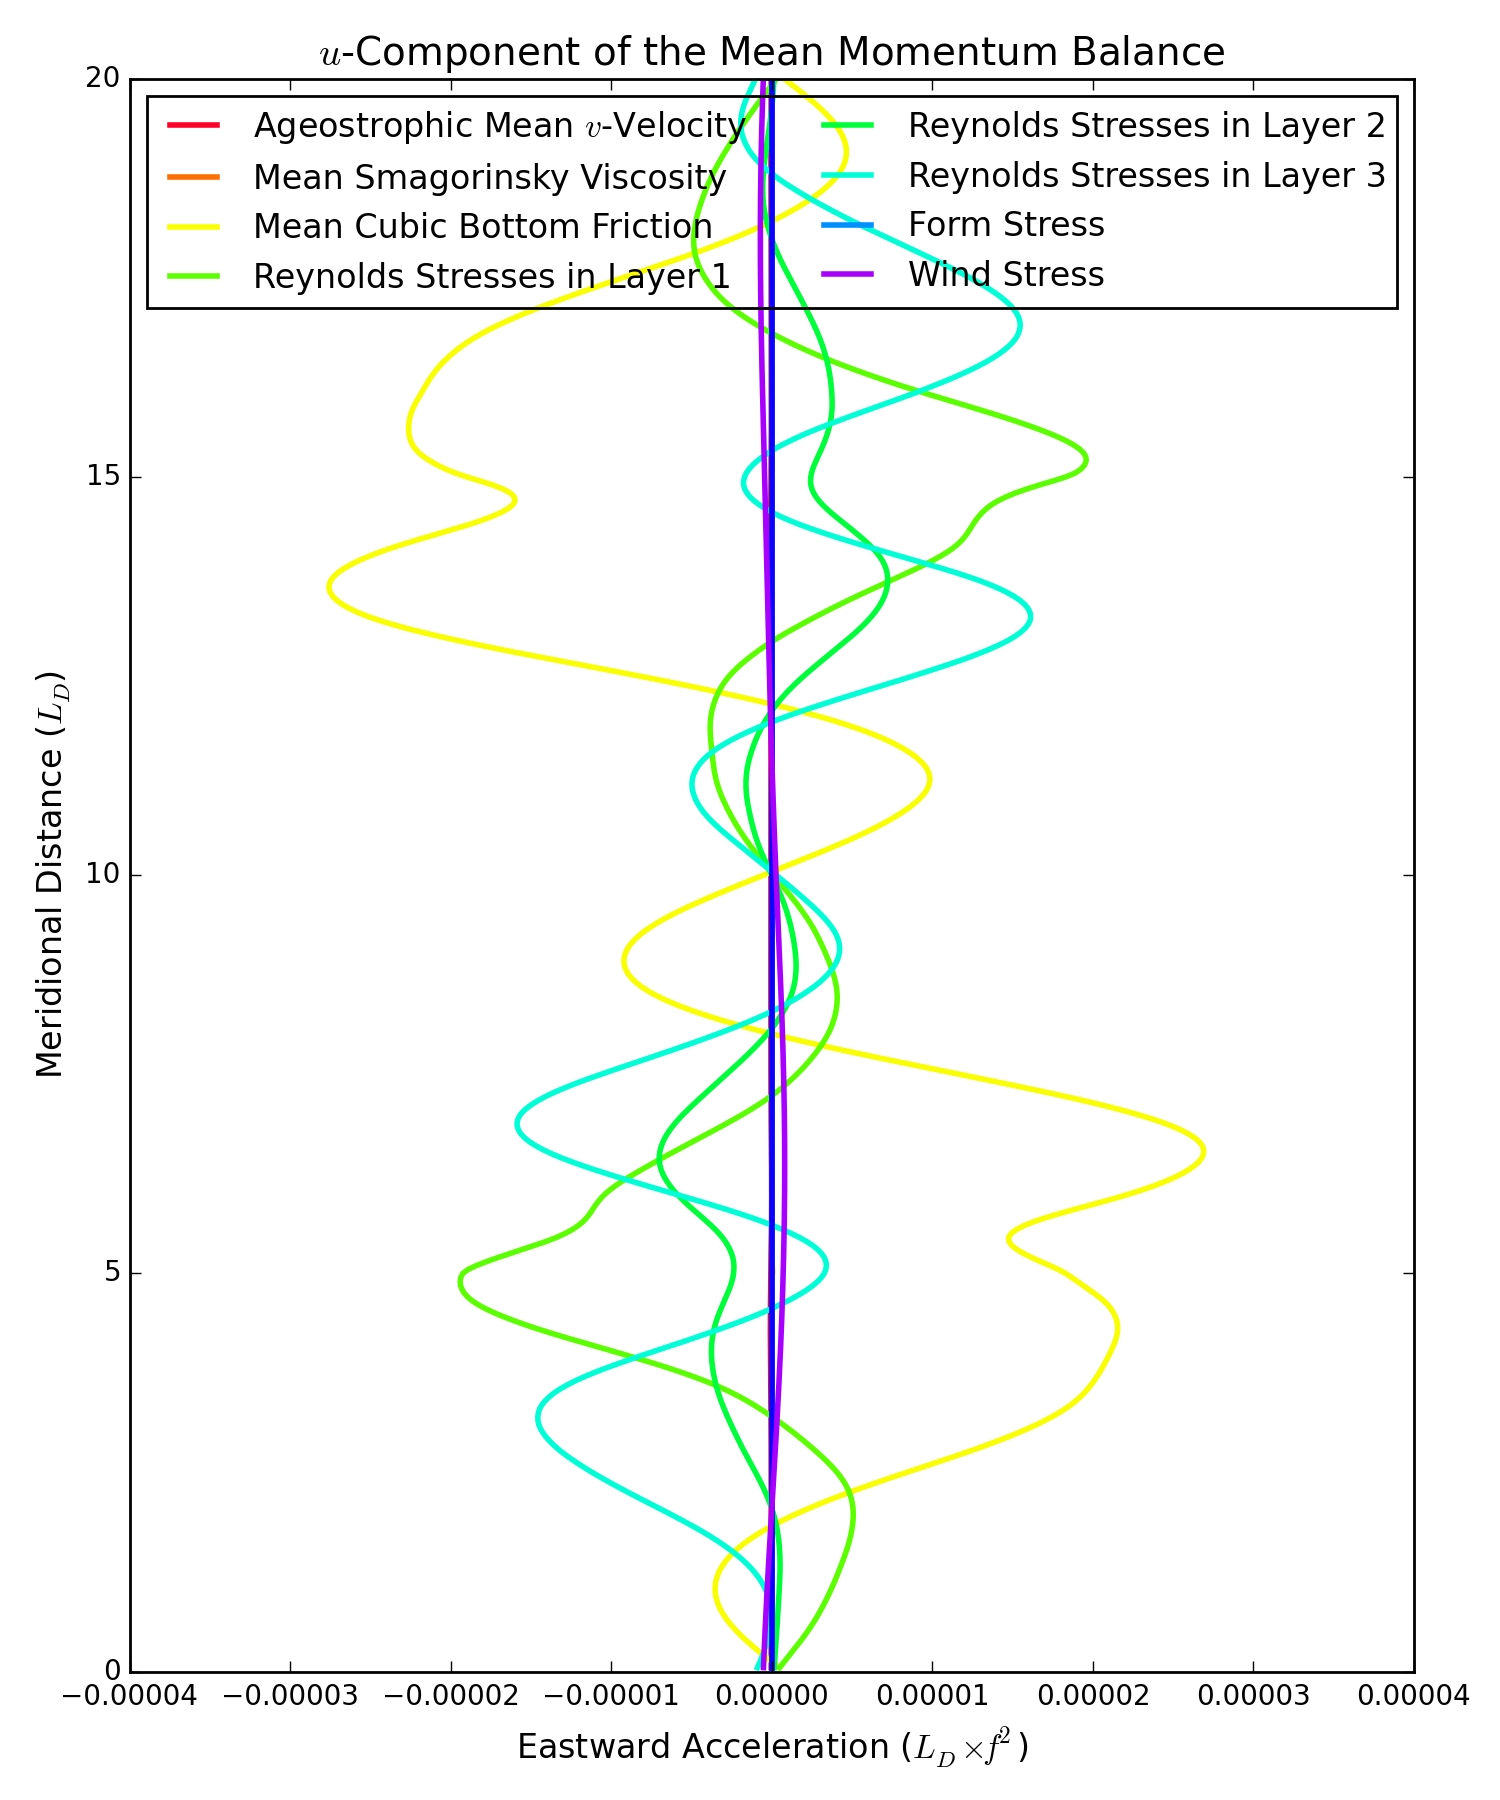 u-Component of the Mean Momentum Balance
Ageostrophic Mean v-Velocity
Mean Smagorinsky Viscosity
Mean Cubic Bottom Friction
Reynolds Stresses in Layer 1
Reynolds Stresses in Layer 2
Reynolds Stresses in Layer 3
Form Stress
Wind Stress
20
15
10
5
0
Meridional Distance (L_D)
−0.00004 −0.00003 −0.00002 −0.00001 0.00000 0.00001 0.00002 0.00003 0.00004
Eastward Acceleration (L_D × f²)